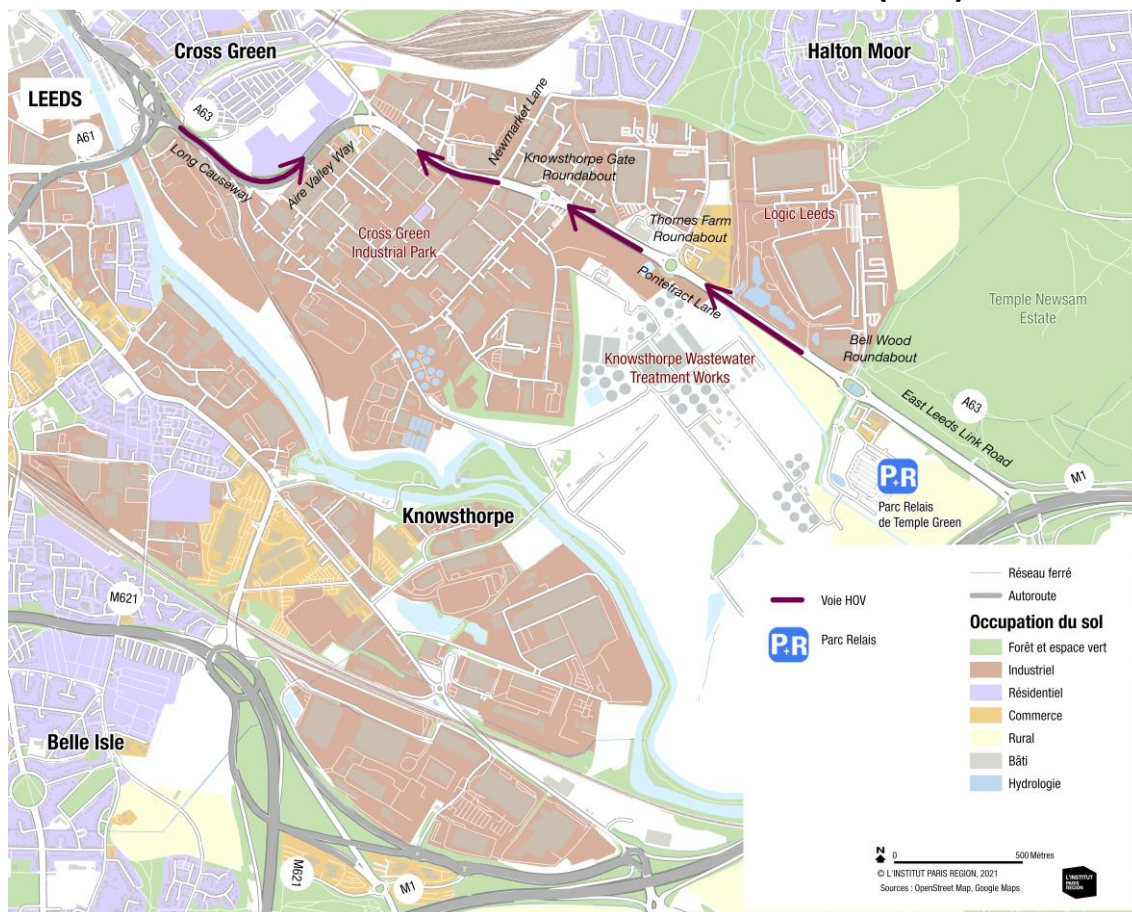 Cross Green
Halton Moor
LEEDS
A63
A61
Long Causeway
Aire Valley Way
Newmarket Lane
Knowsthorpe Gate
Roundabout
Cross Green
Industrial Park
Thornes Farm
Roundabout
Logic Leeds
Pontefract Lane
Temple Newsam
Estate
Bell Wood
Roundabout
Knowsthorpe Wastewater
Treatment Works
A63
East Leeds Link Road
M1
P+R
Parc Relais
de Temple Green
Knowsthorpe
M621
Belle Isle
M621
M1
Voie HOV
P+R
Parc Relais
Réseau ferré
Autoroute
Occupation du sol
Forêt et espace vert
Industriel
Résidentiel
Commerce
Rural
Bâti
Hydrologie
N
0 500 Mètres
© L'INSTITUT PARIS REGION, 2021
Sources : OpenStreet Map, Google Maps
L'INSTITUT
PARIS
REGION